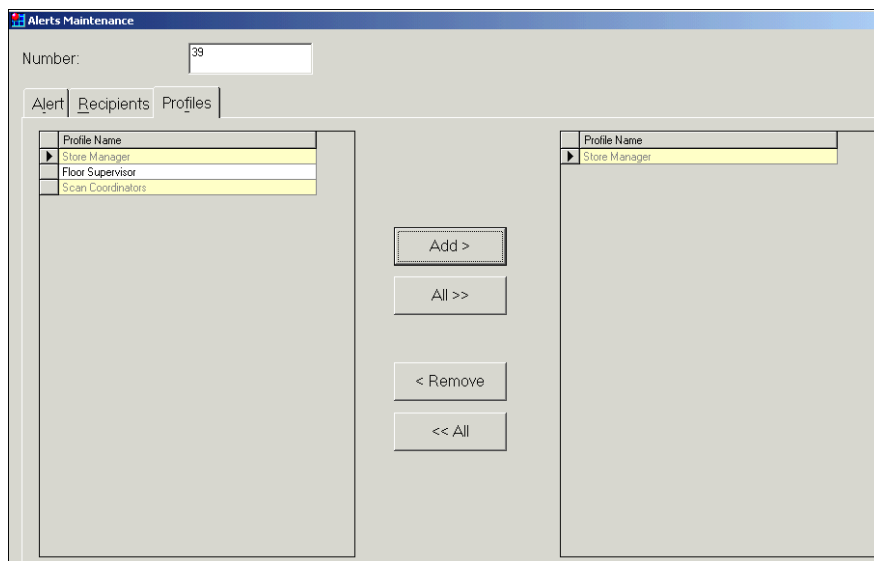 Alerts Maintenance
Number: 39
Alert Recipients Profiles
Profile Name
Store Manager
Floor Supervisor
Scan Coordinators
Add >
All >>
< Remove
<< All
Profile Name
Store Manager